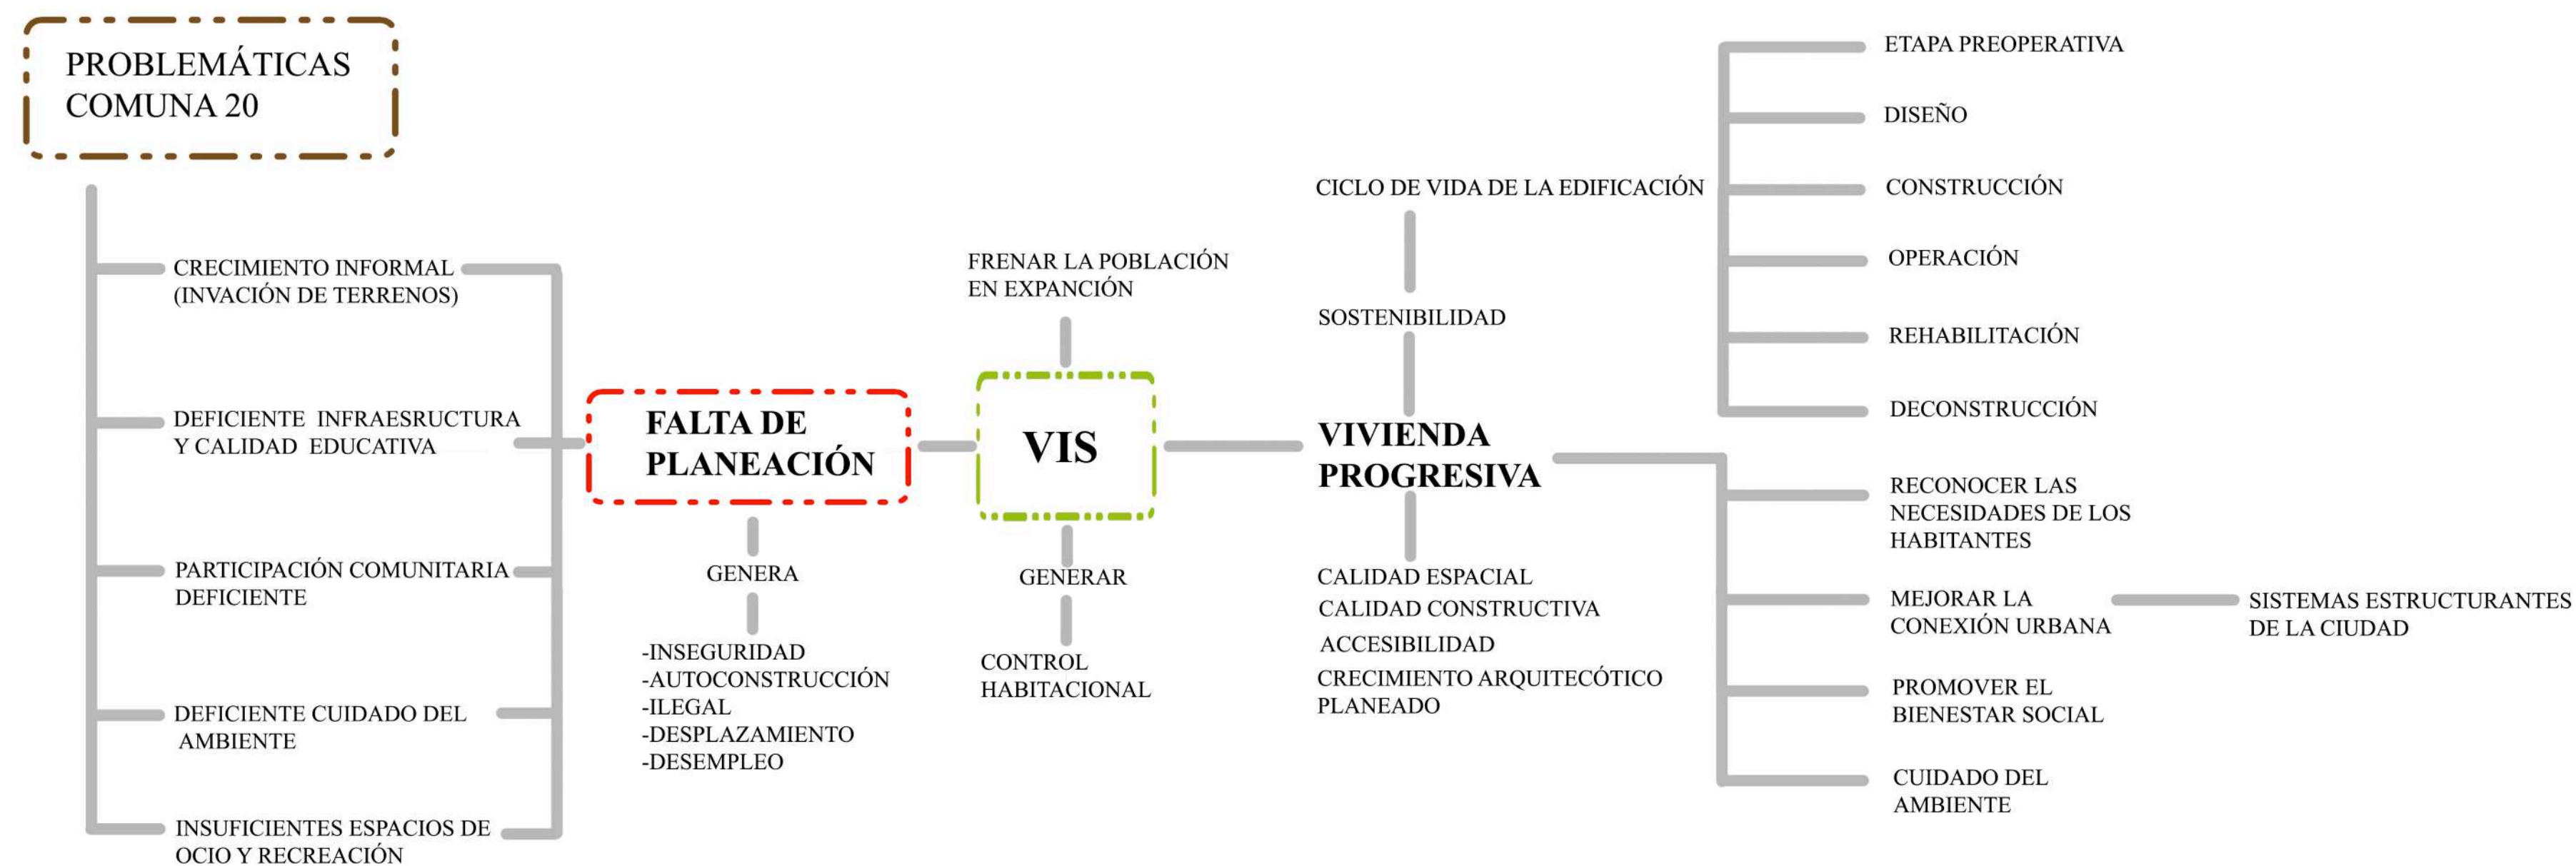 PROBLEMÁTICAS
COMUNA 20
CRECIMIENTO INFORMAL
(INVACIÓN DE TERRENOS)
DEFICIENTE INFRAESRUCTURA
Y CALIDAD EDUCATIVA
PARTICIPACIÓN COMUNITARIA
DEFICIENTE
DEFICIENTE CUIDADO DEL
AMBIENTE
INSUFICIENTES ESPACIOS DE
OCIO Y RECREACIÓN
FALTA DE
PLANEACIÓN
GENERA
-INSEGURIDAD
-AUTOCONSTRUCCIÓN
-ILEGAL
-DESPLAZAMIENTO
-DESEMPLEO
FRENAR LA POBLACIÓN
EN EXPANCIÓN
VIS
GENERAR
CONTROL
HABITACIONAL
CICLO DE VIDA DE LA EDIFICACIÓN
SOSTENIBILIDAD
VIVIENDA
PROGRESIVA
CALIDAD ESPACIAL
CALIDAD CONSTRUCTIVA
ACCESIBILIDAD
CRECIMIENTO ARQUITECÓTICO
PLANEADO
ETAPA PREOPERATIVA
DISEÑO
CONSTRUCCIÓN
OPERACIÓN
REHABILITACIÓN
DECONSTRUCCIÓN
RECONOCER LAS
NECESIDADES DE LOS
HABITANTES
MEJORAR LA
CONEXIÓN URBANA
SISTEMAS ESTRUCTURANTES
DE LA CIUDAD
PROMOVER EL
BIENESTAR SOCIAL
CUIDADO DEL
AMBIENTE